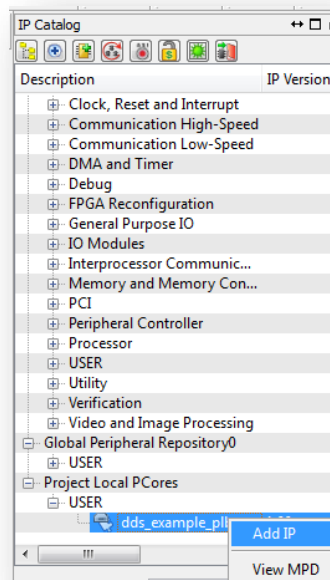 IP Catalog
Description IP Version
Clock, Reset and Interrupt
Communication High-Speed
Communication Low-Speed
DMA and Timer
Debug
FPGA Reconfiguration
General Purpose IO
IO Modules
Interprocessor Communic...
Memory and Memory Con...
PCI
Peripheral Controller
Processor
USER
Utility
Verification
Video and Image Processing
Global Peripheral Repository0
USER
Project Local PCores
USER
dds_example_pl
Add IP
View MPD